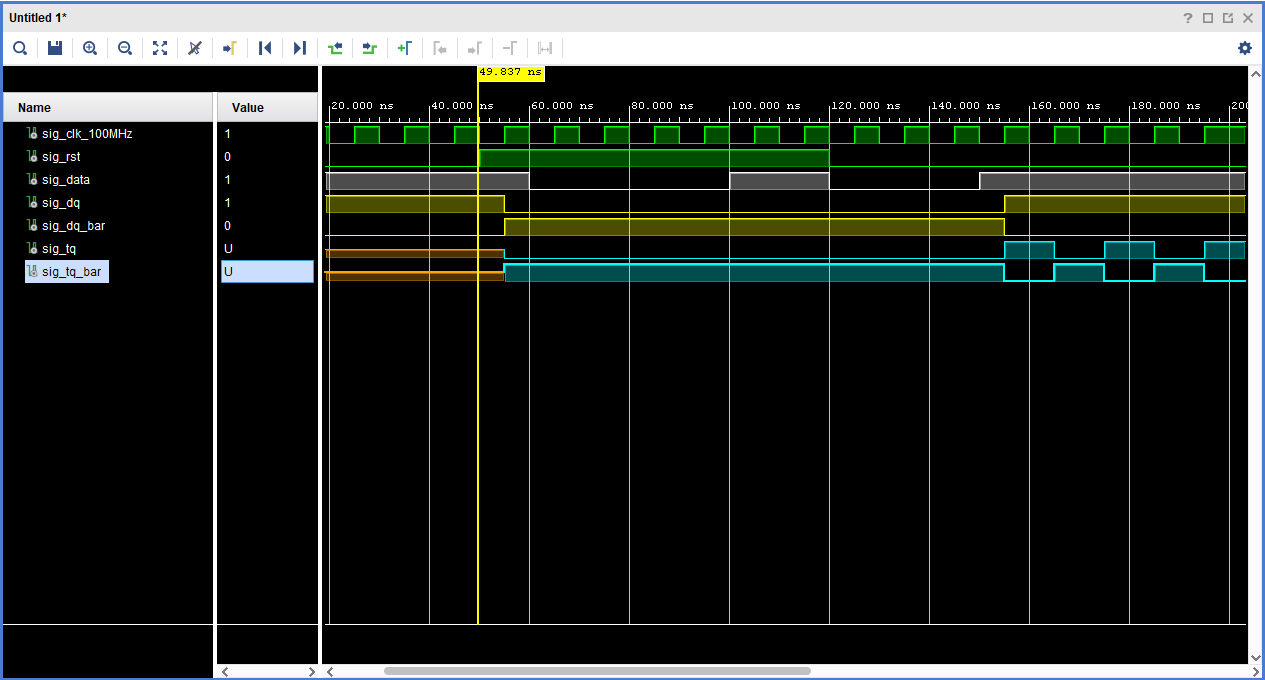 Untitled 1*
49.837 ns
Name
Value
20.000 ns
40.000 ns
60.000 ns
80.000 ns
100.000 ns
120.000 ns
140.000 ns
160.000 ns
180.000 ns
200
sig_clk_100MHz
1
sig_rst
0
sig_data
1
sig_dq
1
sig_dq_bar
0
sig_tq
U
sig_tq_bar
U